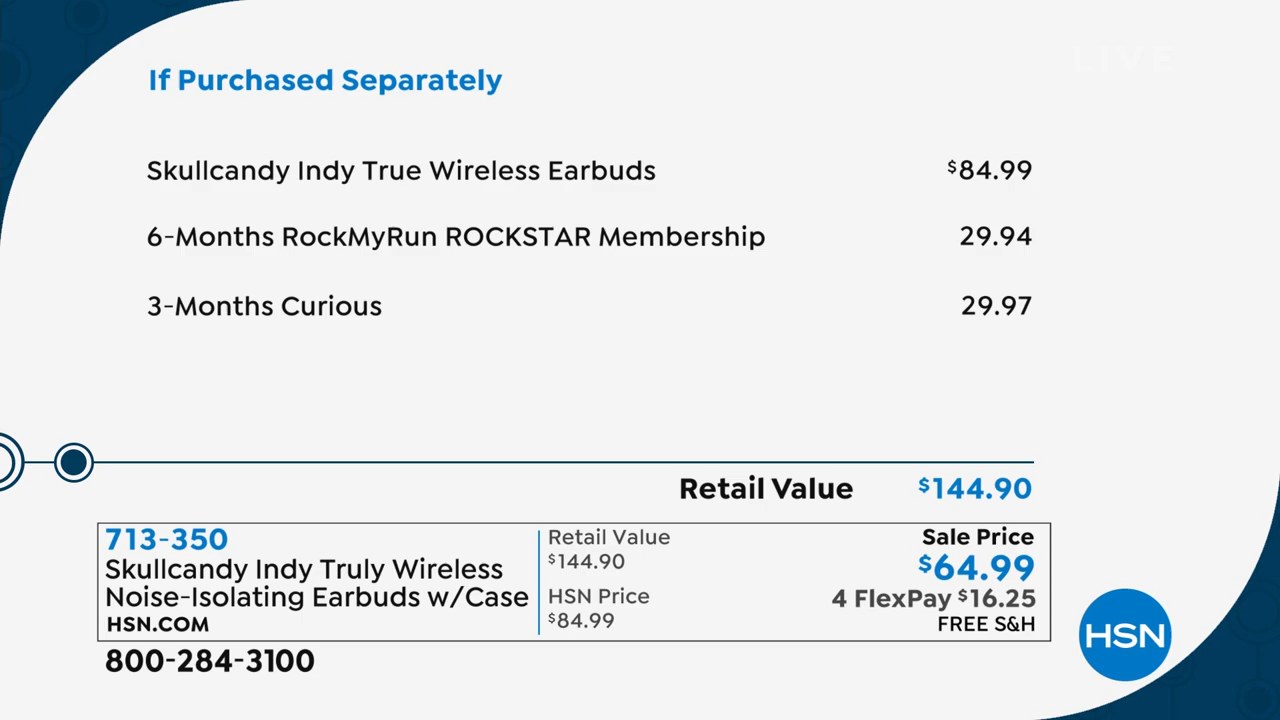 LIVE
If Purchased Separately
Skullcandy Indy True Wireless Earbuds $84.99
6-Months RockMyRun ROCKSTAR Membership 29.94
3-Months Curious 29.97
Retail Value $144.90
713-350
Skullcandy Indy Truly Wireless
Noise-Isolating Earbuds w/Case
HSN.COM
Retail Value
$144.90
HSN Price
$84.99
Sale Price
$64.99
4 FlexPay $16.25
FREE S&H
800-284-3100
HSN